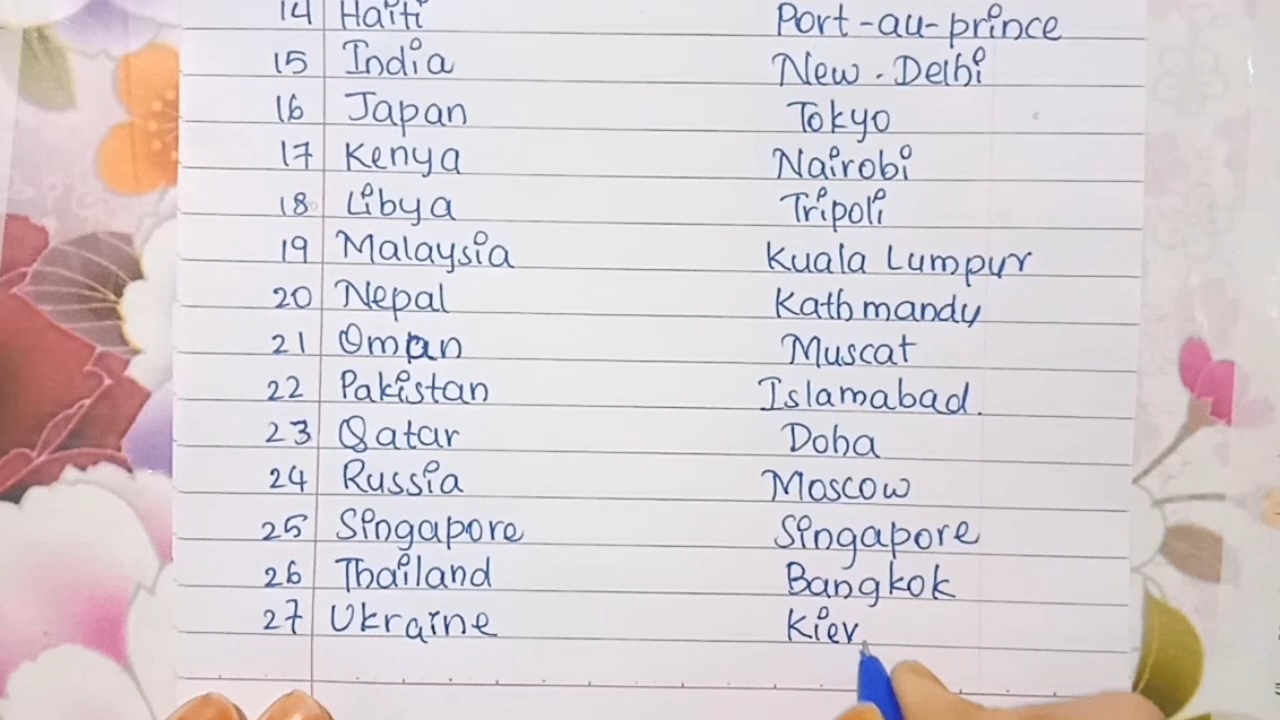 14 Haiti Port-au-prince
15 India New-Delhi
16 Japan Tokyo
17 Kenya Nairobi
18 Libya Tripoli
19 Malaysia Kuala Lumpur
20 Nepal Kathmandu
21 Oman Muscat
22 Pakistan Islamabad.
23 Qatar Doha
24 Russia Moscow
25 Singapore Singapore
26 Thailand Bangkok
27 Ukraine Kiev